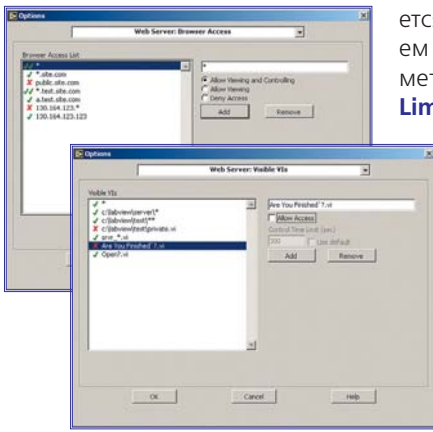 Options
Web Server: Browser Access
Browser Access List
*
*.site.com
public.site.com
*.test.site.com
a.test.site.com
130.164.123.*
130.164.123.123
*
Allow Viewing and Controlling
Allow Viewing
Deny Access
Add Remove
етс
ем
мет
Lim
Options
Web Server: Visible VIs
Visible VIs
*
c:\labview\server\*
c:\labview\test\**
c:\labview\test\private.vi
srvr_*.vi
Are You Finished`?.vi
Open?.vi
Are You Finished`?.vi
Allow Access
Control Time Limit (sec)
300 Use default
Add Remove
OK Cancel Help